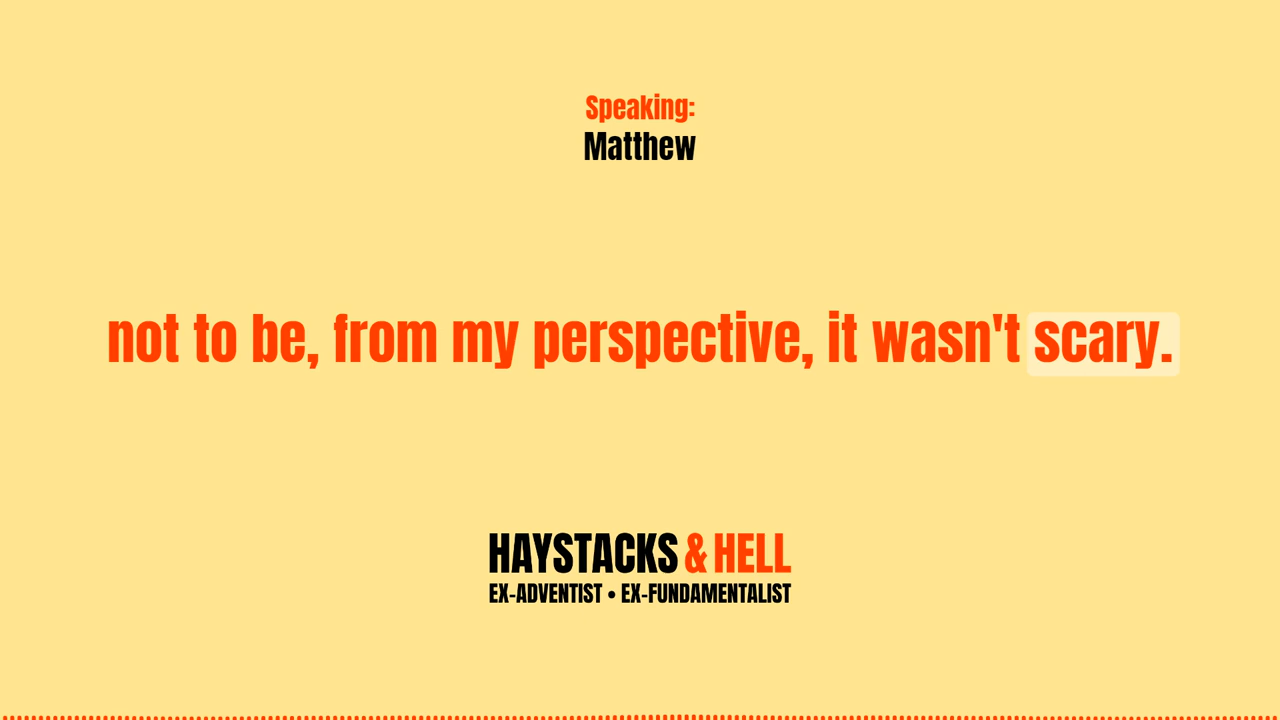 Speaking:
Matthew
not to be, from my perspective, it wasn't scary.
HAYSTACKS & HELL
EX-ADVENTIST • EX-FUNDAMENTALIST